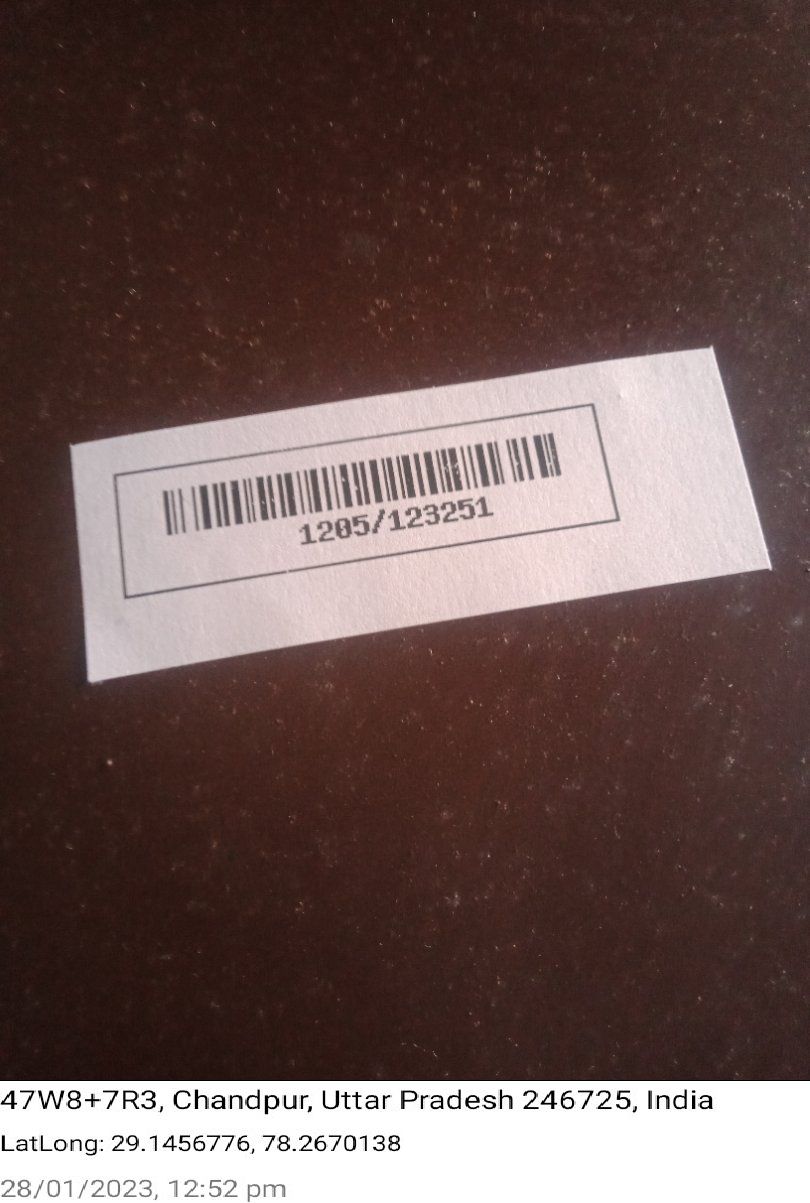 1205/123251
47W8+7R3, Chandpur, Uttar Pradesh 246725, India
LatLong: 29.1456776, 78.2670138
28/01/2023, 12:52 pm